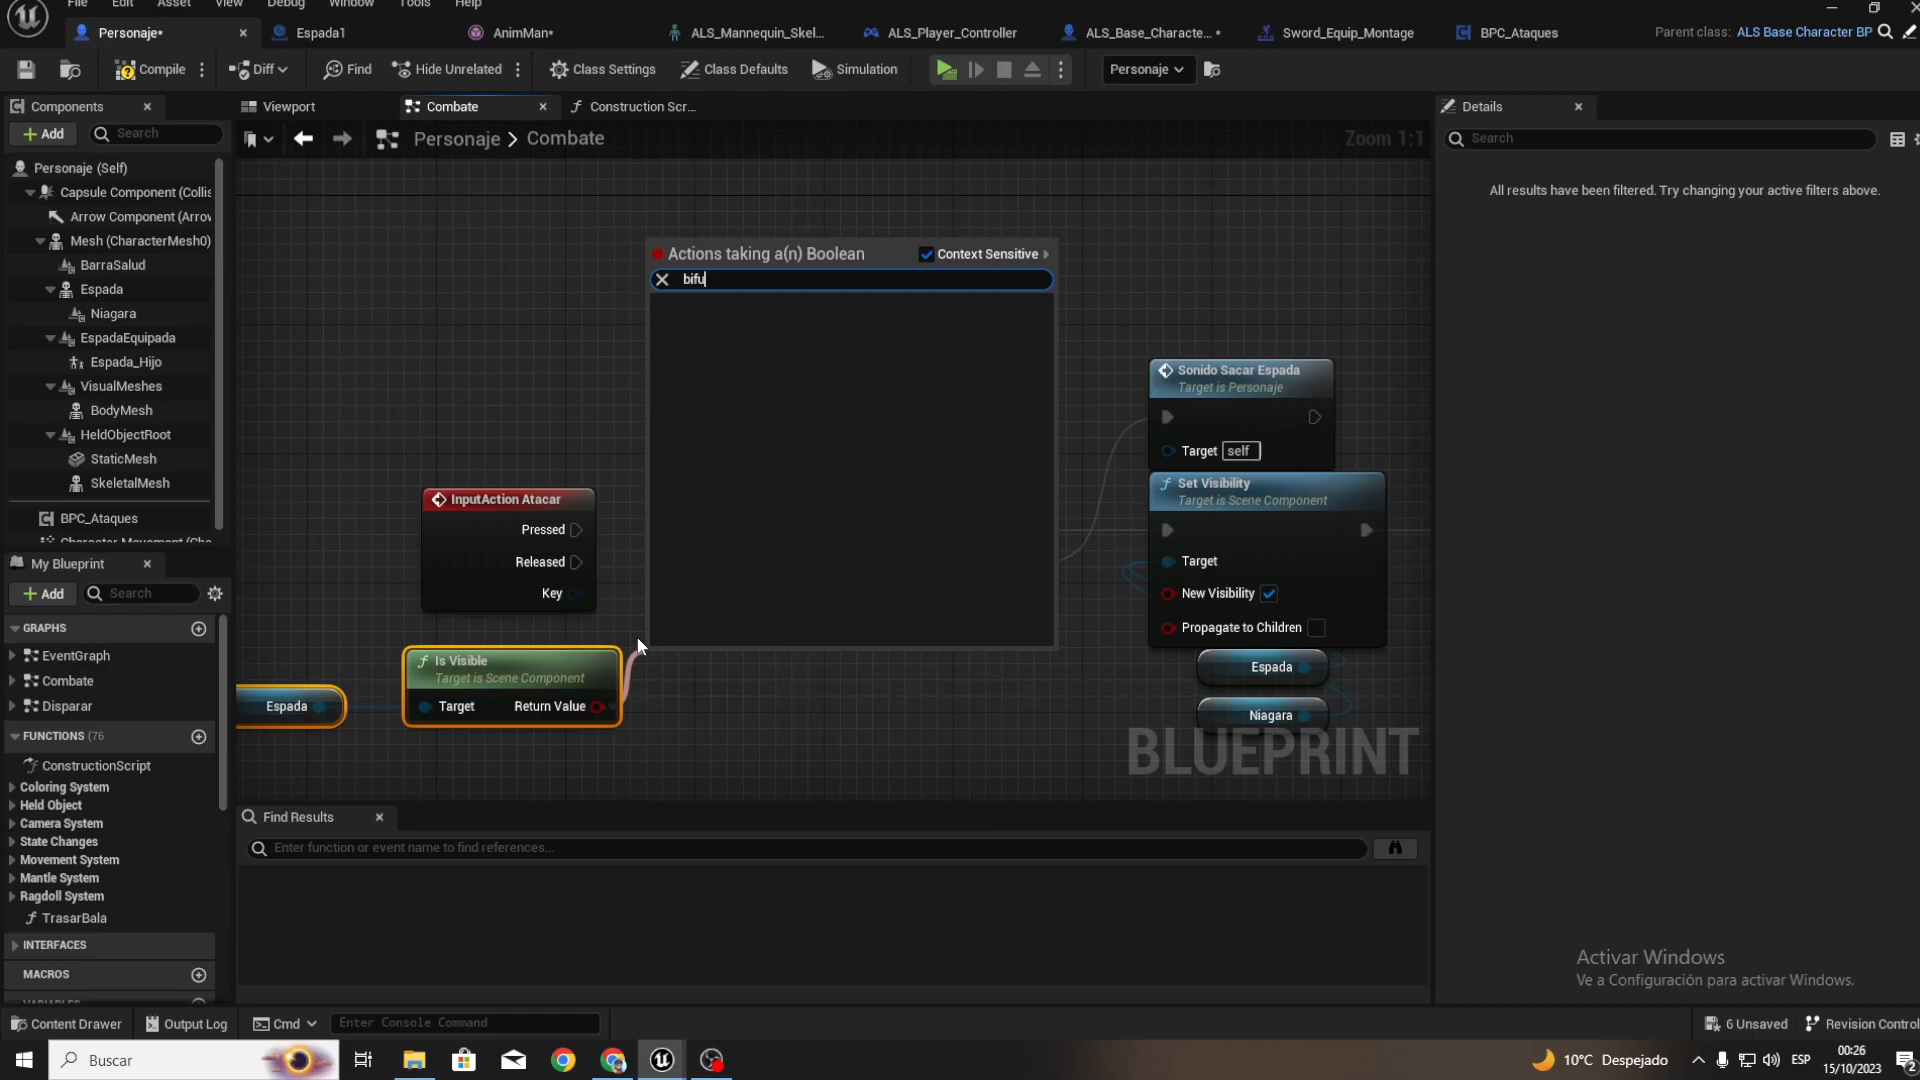 File Edit Asset View Debug Window Tools Help
Personaje* Espada1 AnimMan* ALS_Mannequin_Skel... ALS_Player_Controller ALS_Base_Characte... * Sword_Equip_Montage BPC_Ataques Parent class: ALS Base Character BP
Compile Diff Find Hide Unrelated Class Settings Class Defaults Simulation Personaje
Components Viewport Combate Construction Scr... Details
Add Search Personaje Combate Zoom 1:1 Search
Personaje (Self)
All results have been filtered. Try changing your active filters above.
Capsule Component (Collis
Arrow Component (Arrow
Mesh (CharacterMesh0)
BarraSalud
Espada
Niagara
EspadaEquipada
Espada_Hijo
VisualMeshes
BodyMesh
HeldObjectRoot
StaticMesh
SkeletalMesh
BPC_Ataques
Actions taking a(n) Boolean Context Sensitive
bifu
Sonido Sacar Espada
Target is Personaje
Target self
Set Visibility
Target is Scene Component
Target
New Visibility
Propagate to Children
Espada
Niagara
InputAction Atacar
Pressed
Released
Key
Is Visible
Target is Scene Component
Espada Target Return Value
BLUEPRINT
My Blueprint
Add Search
GRAPHS
EventGraph
Combate
Disparar
FUNCTIONS (76
ConstructionScript
Coloring System
Held Object
Camera System
State Changes
Movement System
Mantle System
Ragdoll System
TrasarBala
INTERFACES
MACROS
Find Results
Enter function or event name to find references...
Activar Windows
Ve a Configuración para activar Windows.
Content Drawer Output Log Cmd Enter Console Command 6 Unsaved Revision Control
Buscar 10°C Despejado ESP 00:26
15/10/2023 2